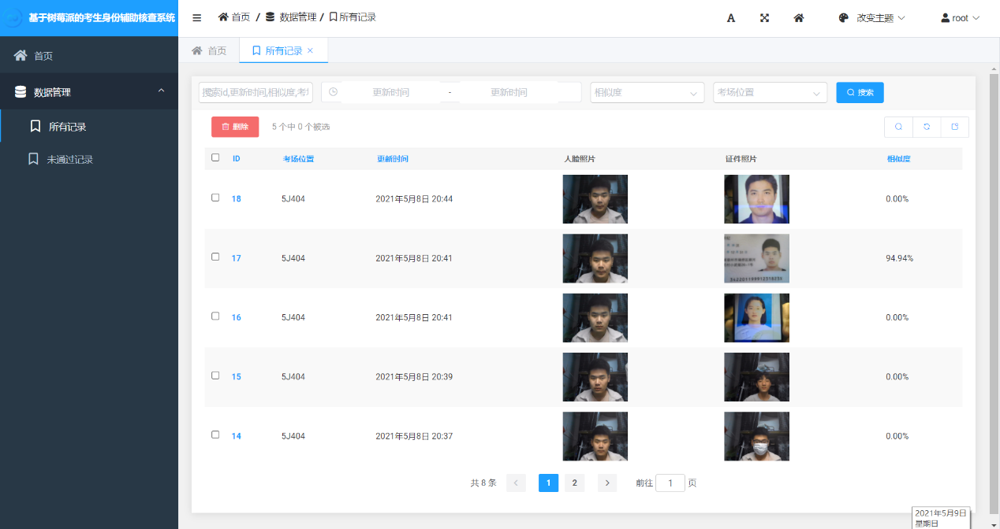 基于树莓派的考生身份辅助核查系统
首页 / 数据管理 / 所有记录
A
改变主题
root
首页
数据管理
所有记录
未通过记录
首页
所有记录 ×
搜索id,更新时间,相似度,考
更新时间 - 更新时间
相似度
考场位置
搜索
删除
5 个中 0 个被选
ID 考场位置 更新时间 人脸照片 证件照片 相似度
18 5J404 2021年5月8日 20:44 0.00%
17 5J404 2021年5月8日 20:41 94.94%
16 5J404 2021年5月8日 20:41 0.00%
15 5J404 2021年5月8日 20:39 0.00%
14 5J404 2021年5月8日 20:37 0.00%
共 8 条 1 2 前往 1 页
2021年5月9日
星期日